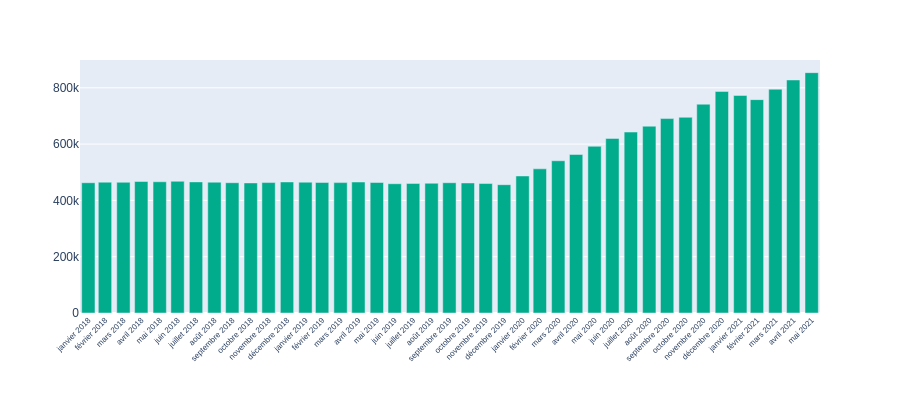 800k
600k
400k
200k
0
janvier 2018
février 2018
mars 2018
avril 2018
mai 2018
juin 2018
juillet 2018
août 2018
septembre 2018
octobre 2018
novembre 2018
décembre 2018
janvier 2019
février 2019
mars 2019
avril 2019
mai 2019
juin 2019
juillet 2019
août 2019
septembre 2019
octobre 2019
novembre 2019
décembre 2019
janvier 2020
février 2020
mars 2020
avril 2020
mai 2020
juin 2020
juillet 2020
août 2020
septembre 2020
octobre 2020
novembre 2020
décembre 2020
janvier 2021
février 2021
mars 2021
avril 2021
mai 2021